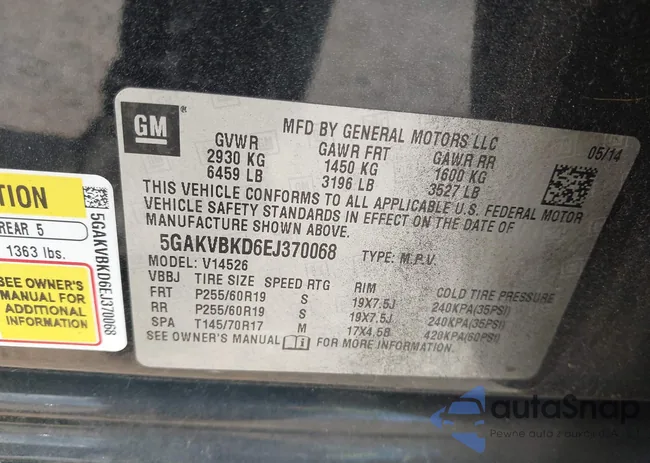 GM
®
MFD BY GENERAL MOTORS LLC
05/14
GVWR GAWR FRT GAWR RR
2930 KG 1450 KG 1600 KG
6459 LB 3196 LB 3527 LB
THIS VEHICLE CONFORMS TO ALL APPLICABLE U.S. FEDERAL MOTOR
VEHICLE SAFETY STANDARDS IN EFFECT ON THE DATE OF
MANUFACTURE SHOWN ABOVE.
5GAKVBKD6EJ370068 TYPE: M.P.V.
MODEL: V14526
VBBJ TIRE SIZE SPEED RTG RIM COLD TIRE PRESSURE
FRT P255/60R19 S 19X7.5J 240KPA(35PSI)
RR P255/60R19 S 19X7.5J 240KPA(35PSI)
SPA T145/70R17 M 17X4.5B 420KPA(60PSI)
SEE OWNER'S MANUAL i FOR MORE INFORMATION.
TION
REAR 5
1363 lbs.
SEE OWNER'S
MANUAL FOR
ADDITIONAL
INFORMATION
5GAKVBKD6EJ370068
autoSnap
Pewne auta z aukcji USA